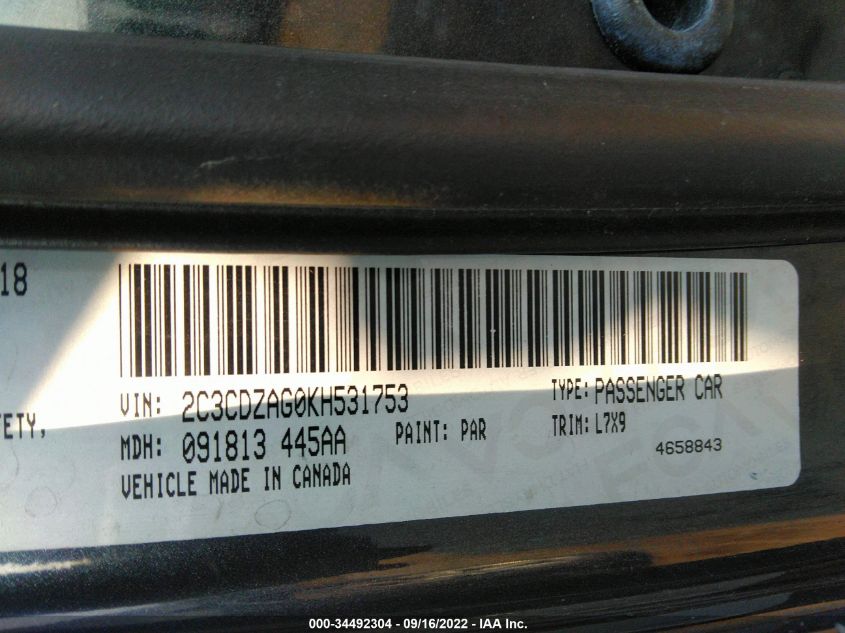 18
VIN: 2C3CDZAG0KH531753 TYPE: PASSENGER CAR
ETY,
MDH: 091813 445AA PAINT: PAR TRIM: L7X9
4658843
VEHICLE MADE IN CANADA
000-34492304 - 09/16/2022 - IAA Inc.